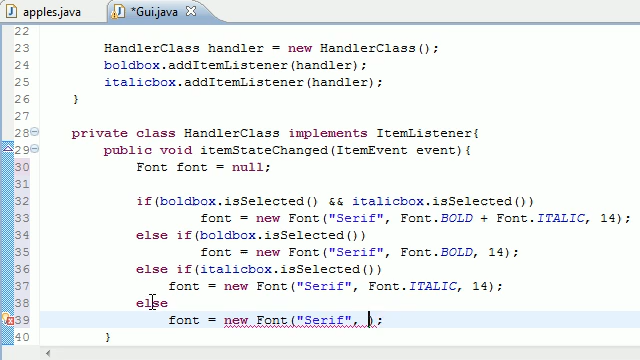 apples.java *Gui.java
22
23 HandlerClass handler = new HandlerClass();
24 boldbox.addItemListener(handler);
25 italicbox.addItemListener(handler);
26 }
27
28 private class HandlerClass implements ItemListener{
29 public void itemStateChanged(ItemEvent event){
30 Font font = null;
31
32 if(boldbox.isSelected() && italicbox.isSelected())
33 font = new Font("Serif", Font.BOLD + Font.ITALIC, 14);
34 else if(boldbox.isSelected())
35 font = new Font("Serif", Font.BOLD, 14);
36 else if(italicbox.isSelected())
37 font = new Font("Serif", Font.ITALIC, 14);
38 else
39 font = new Font("Serif", );
40 }